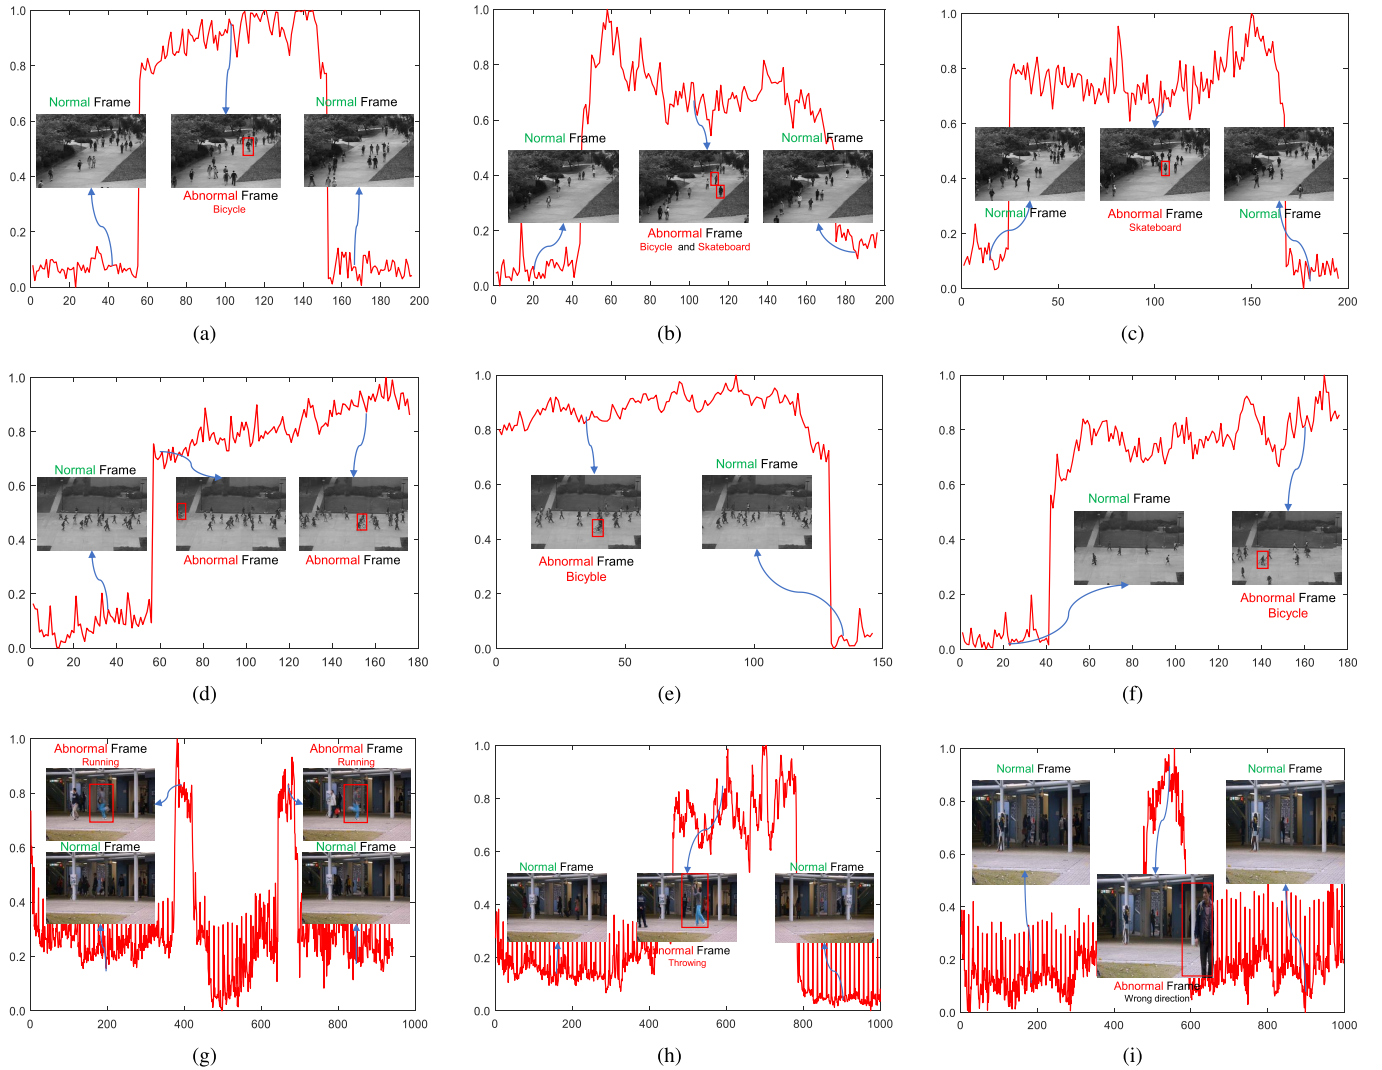 1.0
0.9
0.8
0.7
0.6
0.5
0.4
0.3
0.2
0.1
0.0
0 20 40 60 80 100 120 140 160 180 200
Normal Frame
Abnormal Frame
Bicycle
Normal Frame
(a)
1.0
0.8
0.6
0.4
0.2
0.0
0 20 40 60 80 100 120 140 160 180 200
Normal Frame
Abnormal Frame
Bicycle and Skateboard
Normal Frame
(b)
1.0
0.8
0.6
0.4
0.2
0.0
0 50 100 150 200
Normal Frame
Abnormal Frame
Skateboard
Normal Frame
(c)
1.0
0.8
0.6
0.4
0.2
0.0
0 20 40 60 80 100 120 140 160 180
Normal Frame
Abnormal Frame
Abnormal Frame
(d)
1.0
0.8
0.6
0.4
0.2
0.0
0 50 100 150
Abnormal Frame
Bicyble
Normal Frame
(e)
1.0
0.8
0.6
0.4
0.2
0.0
0 20 40 60 80 100 120 140 160 180
Normal Frame
Abnormal Frame
Bicycle
(f)
1.0
0.8
0.6
0.4
0.2
0.0
0 200 400 600 800 1000
Abnormal Frame
Running
Normal Frame
Abnormal Frame
Running
Normal Frame
(g)
1.0
0.8
0.6
0.4
0.2
0.0
0 200 400 600 800 1000
Normal Frame
Abnormal Frame
Throwing
Normal Frame
(h)
1.0
0.8
0.6
0.4
0.2
0.0
0 200 400 600 800 1000
Normal Frame
Abnormal Frame
Wrong direction
Normal Frame
(i)